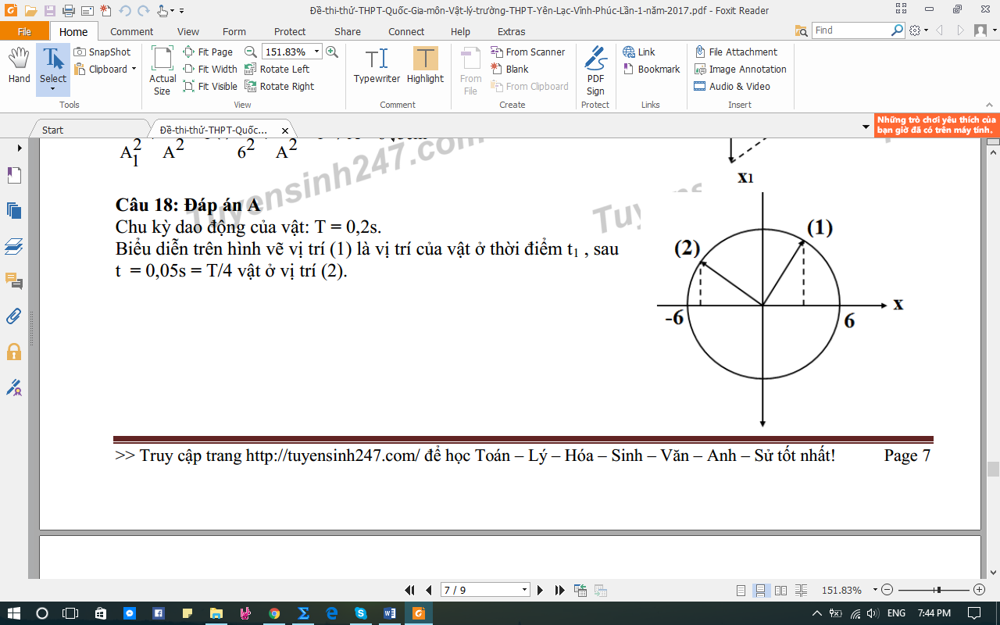 Đề-thi-thử-THPT-Quốc-Gia-môn-Vật-lý-trường-THPT-Yên-Lạc-Vĩnh-Phúc-Lần-1-năm-2017.pdf - Foxit Reader
File Home Comment View Form Protect Share Connect Help Extras Find
Hand
Select
SnapShot
Clipboard
Tools
Actual Size
Fit Page
Fit Width
Fit Visible
151.83%
Rotate Left
Rotate Right
View
Typewriter
Highlight
Comment
From File
From Scanner
Blank
From Clipboard
Create
PDF Sign
Protect
Link
Bookmark
Links
File Attachment
Image Annotation
Audio & Video
Insert
Start
Đề-thi-thử-THPT-Quốc...
Những trò chơi yêu thích của
bạn giờ đã có trên máy tính.
A₁² A² 6² A²
Tuyensinh247.com
x1
Câu 18: Đáp án A
Chu kỳ dao động của vật: T = 0,2s.
Biểu diễn trên hình vẽ vị trí (1) là vị trí của vật ở thời điểm t₁ , sau
t = 0,05s = T/4 vật ở vị trí (2).
Tuy
(1)
(2)
x
-6
6
>> Truy cập trang http://tuyensinh247.com/ để học Toán – Lý – Hóa – Sinh – Văn – Anh – Sử tốt nhất! Page 7
7 / 9
151.83%
ENG 7:44 PM